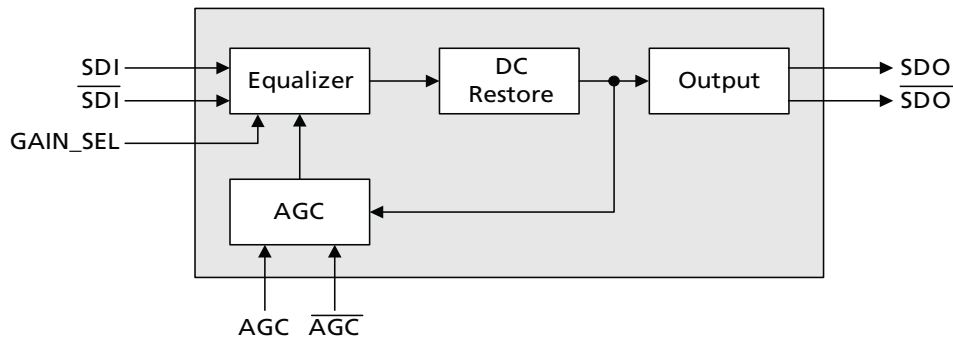 SDI
SDI
GAIN_SEL
Equalizer
DC
Restore
Output
SDO
SDO
AGC
AGC
AGC